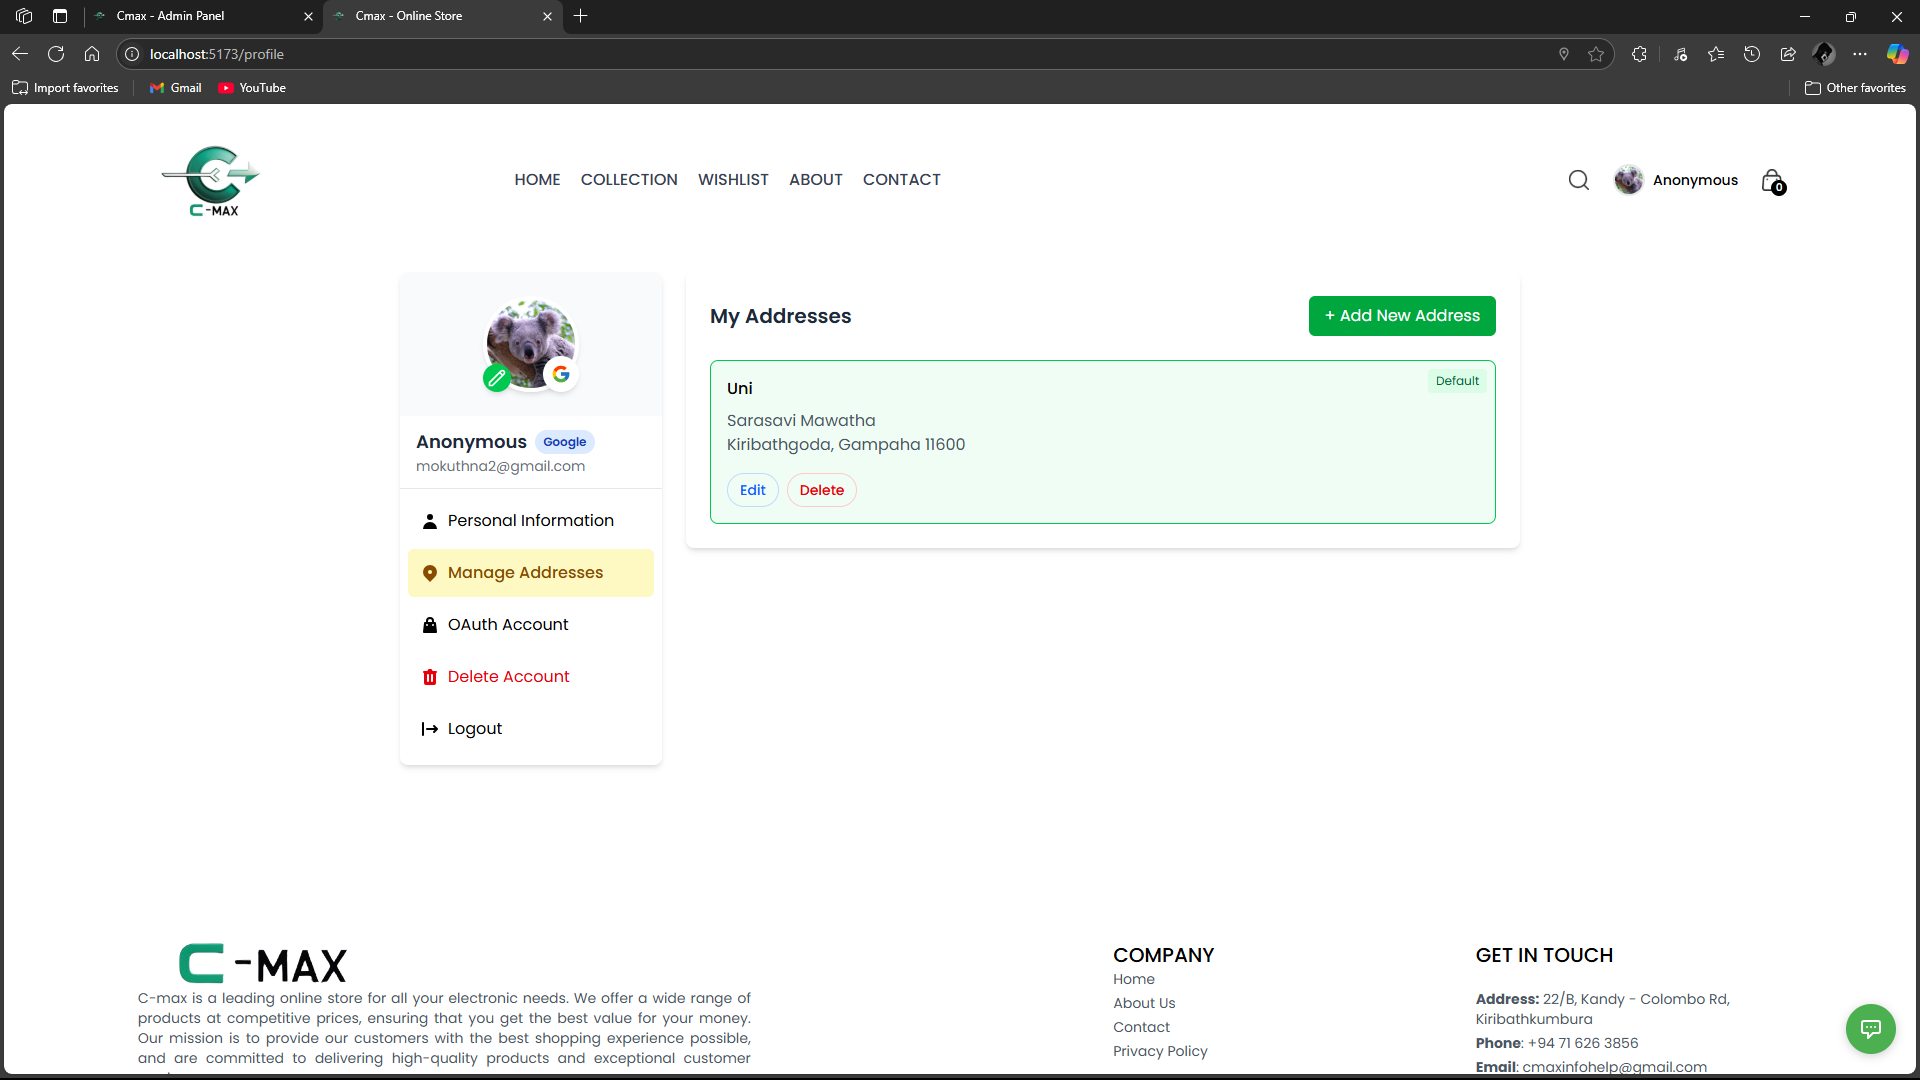 Cmax - Admin Panel
Cmax - Online Store
localhost:5173/profile
Import favorites
Gmail
YouTube
Other favorites
C-MAX
HOME
COLLECTION
WISHLIST
ABOUT
CONTACT
Anonymous
0
Anonymous
Google
mokuthna2@gmail.com
Personal Information
Manage Addresses
OAuth Account
Delete Account
Logout
My Addresses
+ Add New Address
Uni
Default
Sarasavi Mawatha
Kiribathgoda, Gampaha 11600
Edit
Delete
C-MAX
C-max is a leading online store for all your electronic needs. We offer a wide range of
products at competitive prices, ensuring that you get the best value for your money.
Our mission is to provide our customers with the best shopping experience possible,
and are committed to delivering high-quality products and exceptional customer
COMPANY
Home
About Us
Contact
Privacy Policy
GET IN TOUCH
Address: 22/B, Kandy - Colombo Rd,
Kiribathkumbura
Phone: +94 71 626 3856
Email: cmaxinfohelp@gmail.com